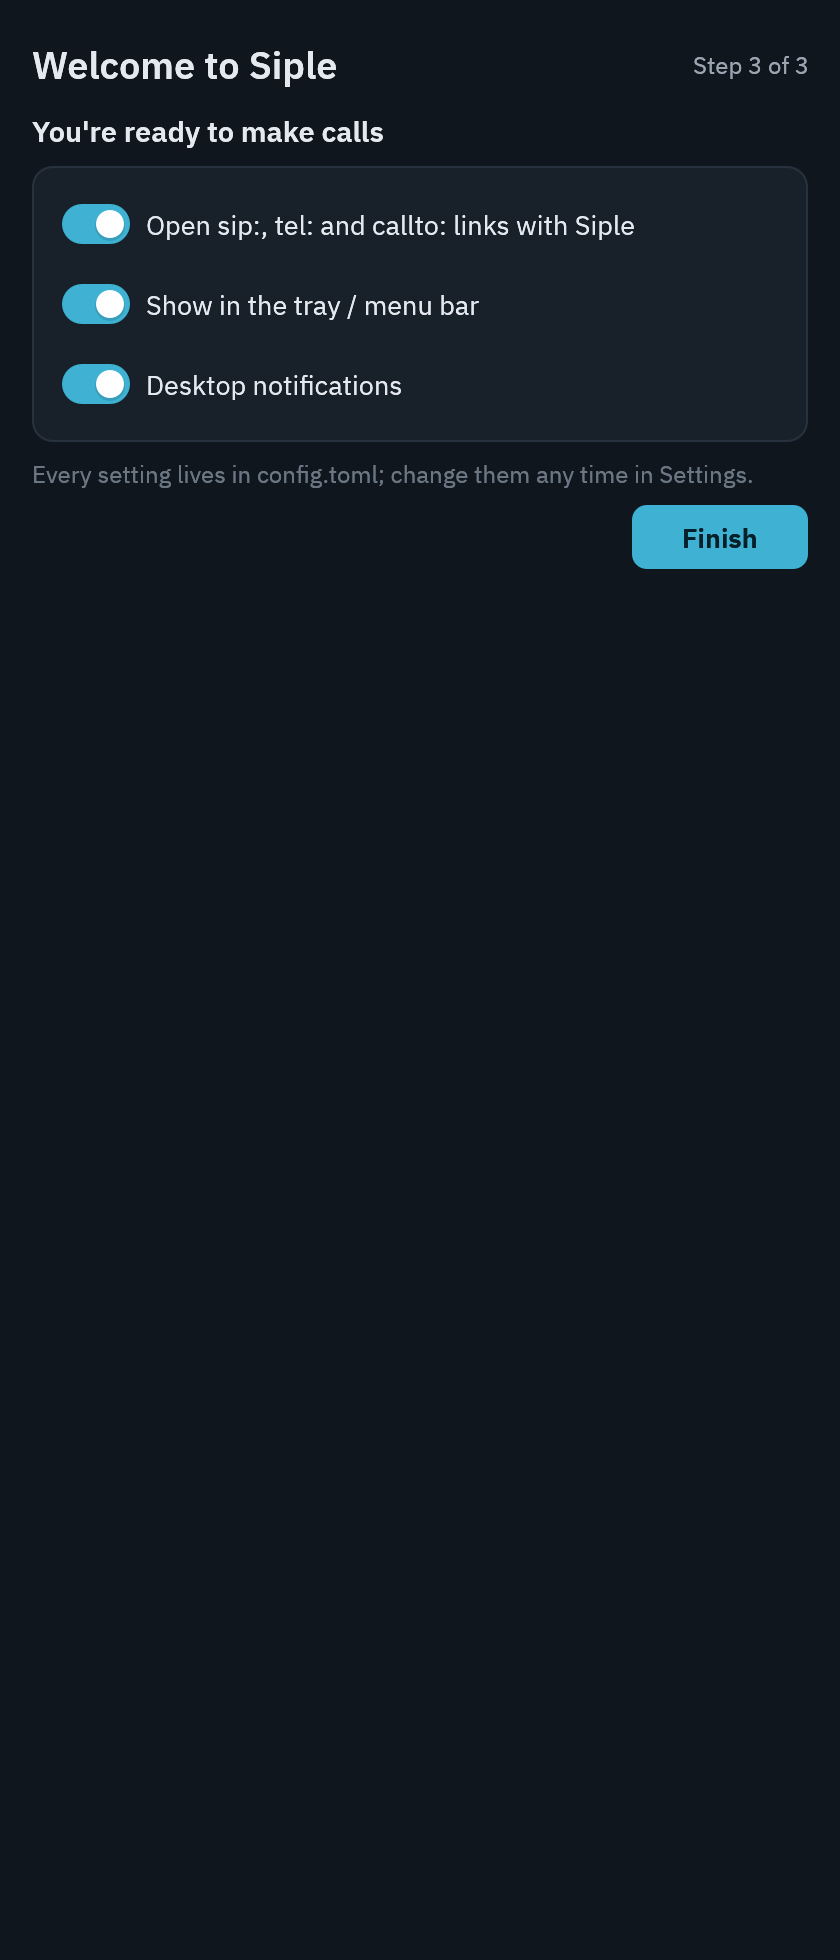 Welcome to Siple
Step 3 of 3
You're ready to make calls
Open sip:, tel: and callto: links with Siple
Show in the tray / menu bar
Desktop notifications
Every setting lives in config.toml; change them any time in Settings.
Finish